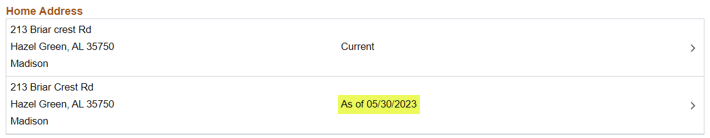 Home Address
213 Briar crest Rd
Hazel Green, AL 35750
Current
Madison
213 Briar Crest Rd
Hazel Green, AL 35750
As of 05/30/2023
Madison